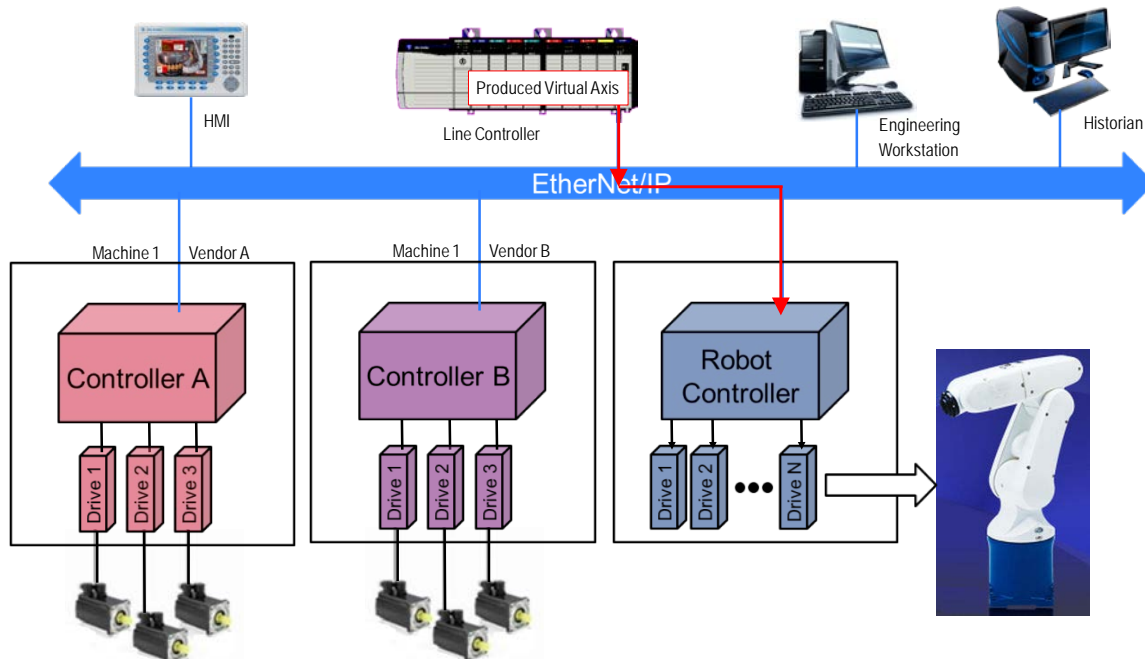 Produced Virtual Axis
HMI
Line Controller
Engineering
Workstation
Historian
EtherNet/IP
Machine 1
Vendor A
Machine 1
Vendor B
Controller A
Controller B
Robot
Controller
Drive 1
Drive 2
Drive 3
Drive 1
Drive 2
Drive 3
Drive 1
Drive 2
Drive N